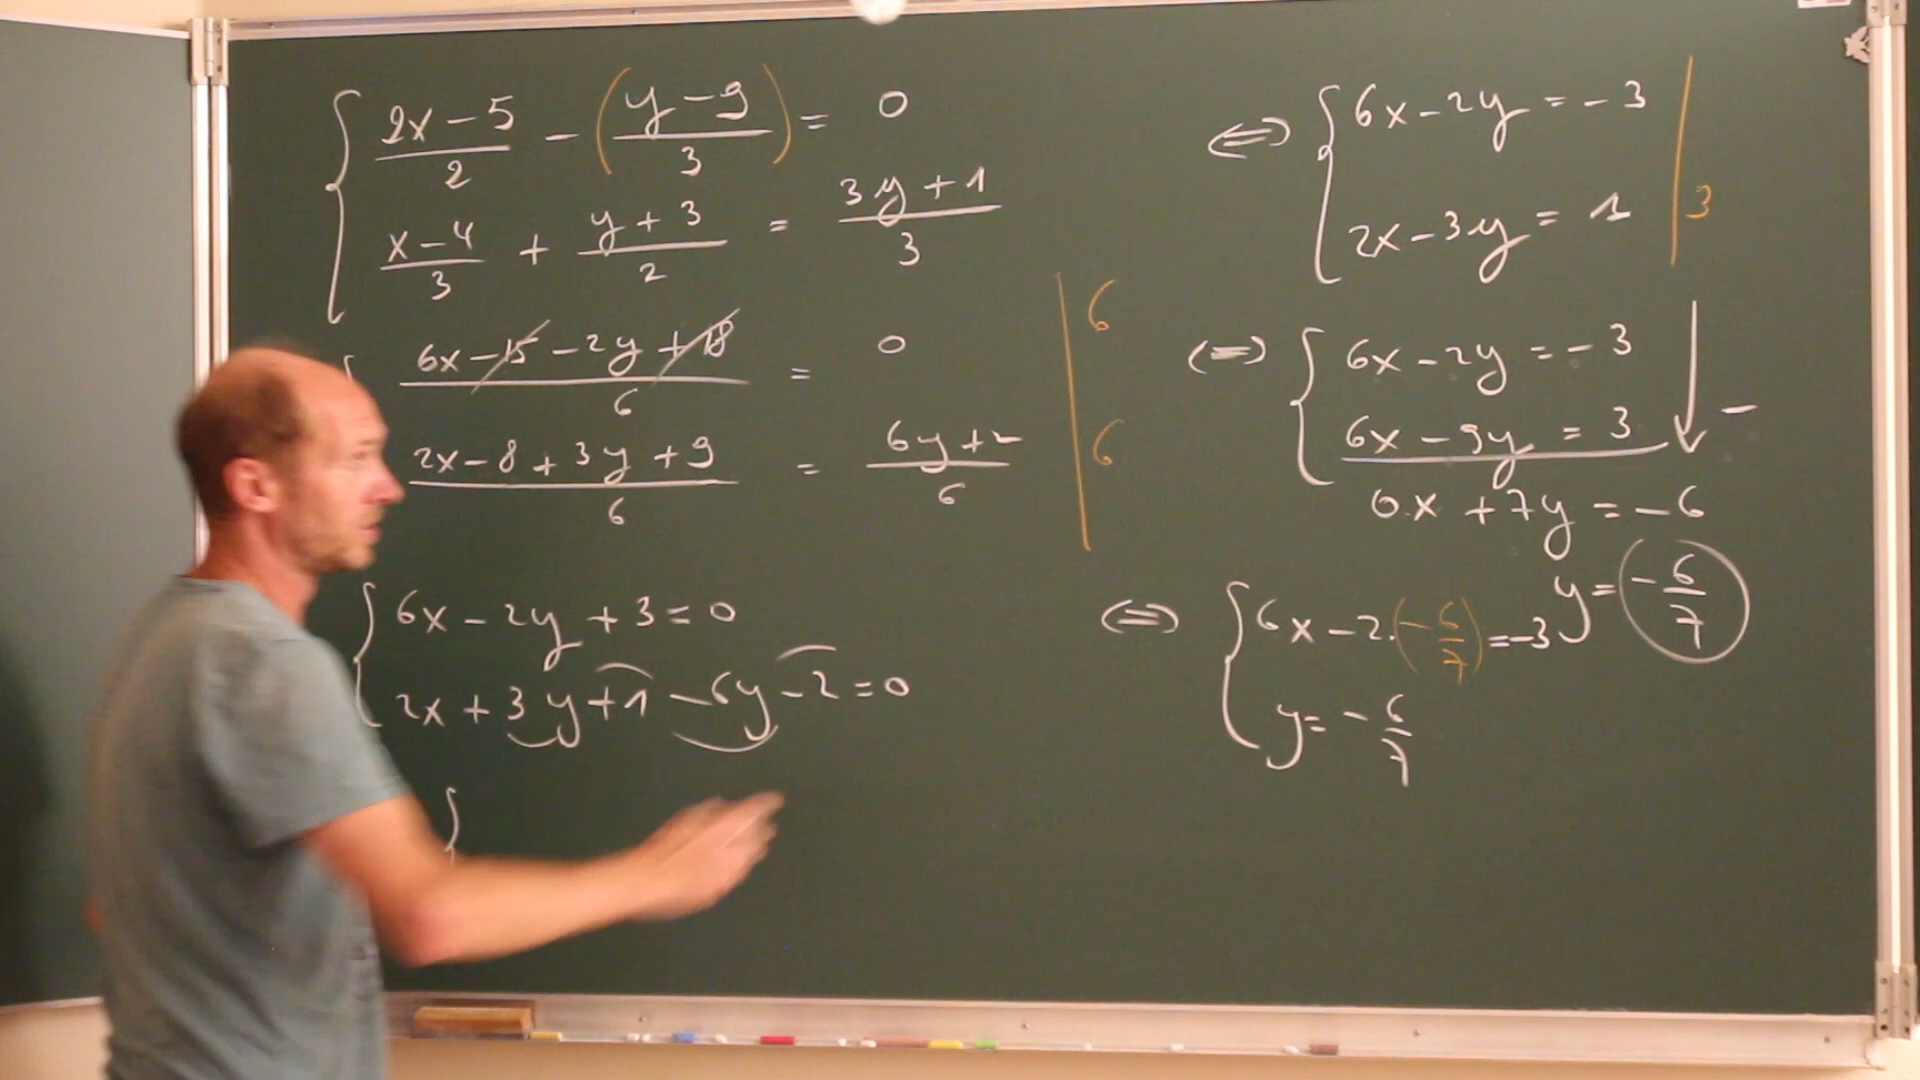 2x - 5 / 2 - ( y - 9 / 3 ) = 0
x - 4 / 3 + y + 3 / 2 = 3y + 1 / 3
6x - 15 - 2y + 18 / 6 = 0 | 6
2x - 8 + 3y + 9 / 6 = 6y + 2 / 6 | 6
6x - 2y + 3 = 0
2x + 3y + 1 - 6y - 2 = 0
⇔ { 6x - 2y = -3
2x - 3y = 1 | 3
⇔ { 6x - 2y = -3
6x - 9y = 3 ↓ -
0.x + 7y = -6
y = - 6 / 7
⇔ { 6x - 2.(- 6 / 7) = -3
y = - 6 / 7